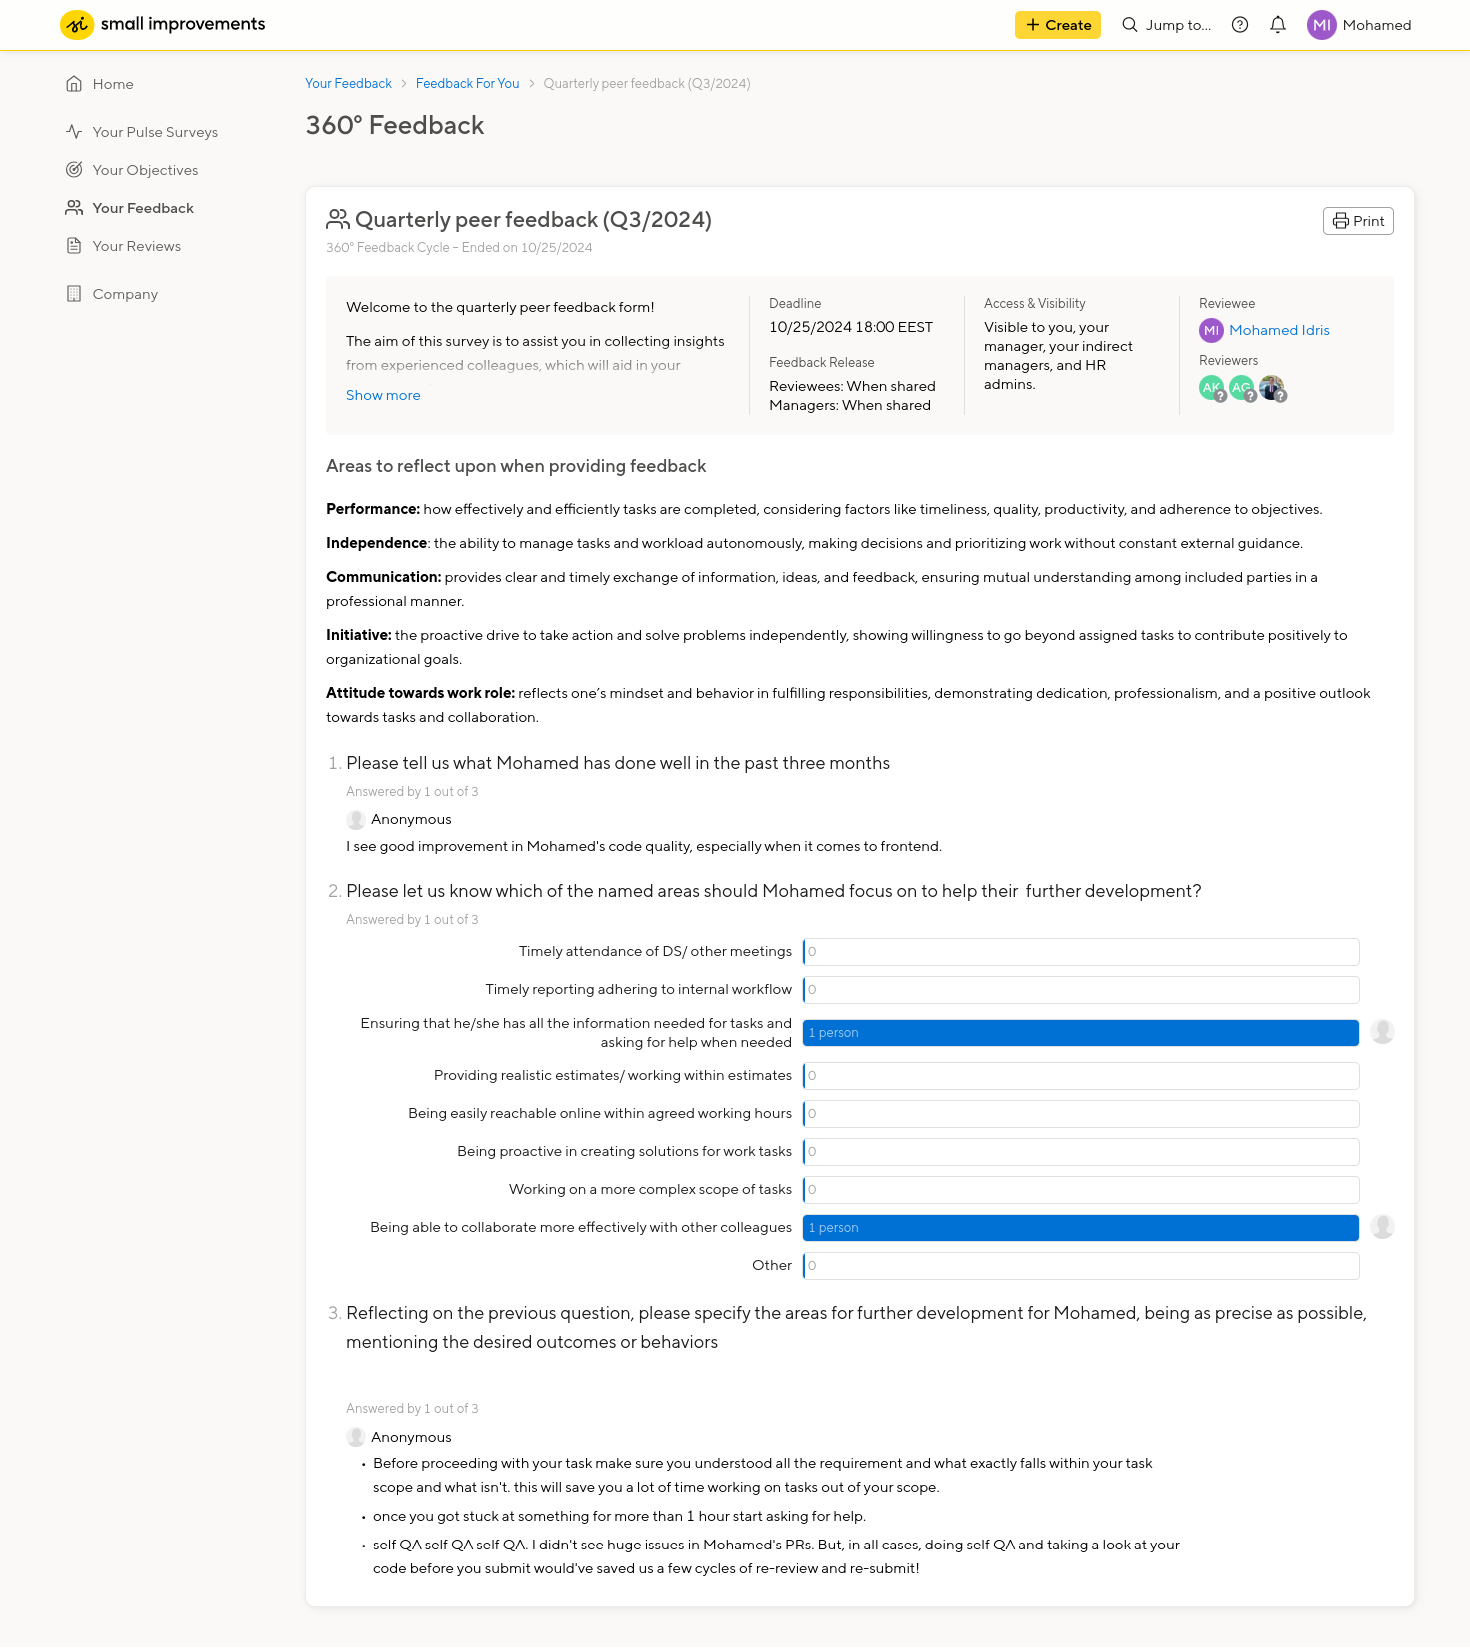 small improvements
Create
Jump to...
MI
Mohamed
Home
Your Pulse Surveys
Your Objectives
Your Feedback
Your Reviews
Company
Your Feedback > Feedback For You > Quarterly peer feedback (Q3/2024)
360° Feedback
Quarterly peer feedback (Q3/2024)
Print
360° Feedback Cycle – Ended on 10/25/2024
Welcome to the quarterly peer feedback form!
The aim of this survey is to assist you in collecting insights
from experienced colleagues, which will aid in your
Show more
Deadline
10/25/2024 18:00 EEST
Feedback Release
Reviewees: When shared
Managers: When shared
Access & Visibility
Visible to you, your
manager, your indirect
managers, and HR
admins.
Reviewee
MI Mohamed Idris
Reviewers
AK ? AG ? ?
Areas to reflect upon when providing feedback
Performance: how effectively and efficiently tasks are completed, considering factors like timeliness, quality, productivity, and adherence to objectives.
Independence: the ability to manage tasks and workload autonomously, making decisions and prioritizing work without constant external guidance.
Communication: provides clear and timely exchange of information, ideas, and feedback, ensuring mutual understanding among included parties in a
professional manner.
Initiative: the proactive drive to take action and solve problems independently, showing willingness to go beyond assigned tasks to contribute positively to
organizational goals.
Attitude towards work role: reflects one's mindset and behavior in fulfilling responsibilities, demonstrating dedication, professionalism, and a positive outlook
towards tasks and collaboration.
1. Please tell us what Mohamed has done well in the past three months
Answered by 1 out of 3
Anonymous
I see good improvement in Mohamed's code quality, especially when it comes to frontend.
2. Please let us know which of the named areas should Mohamed focus on to help their further development?
Answered by 1 out of 3
Timely attendance of DS/ other meetings 0
Timely reporting adhering to internal workflow 0
Ensuring that he/she has all the information needed for tasks and
asking for help when needed 1 person
Providing realistic estimates/ working within estimates 0
Being easily reachable online within agreed working hours 0
Being proactive in creating solutions for work tasks 0
Working on a more complex scope of tasks 0
Being able to collaborate more effectively with other colleagues 1 person
Other 0
3. Reflecting on the previous question, please specify the areas for further development for Mohamed, being as precise as possible,
mentioning the desired outcomes or behaviors
Answered by 1 out of 3
Anonymous
• Before proceeding with your task make sure you understood all the requirement and what exactly falls within your task
scope and what isn't. this will save you a lot of time working on tasks out of your scope.
• once you got stuck at something for more than 1 hour start asking for help.
• self QA self QA self QA. I didn't see huge issues in Mohamed's PRs. But, in all cases, doing self QA and taking a look at your
code before you submit would've saved us a few cycles of re-review and re-submit!